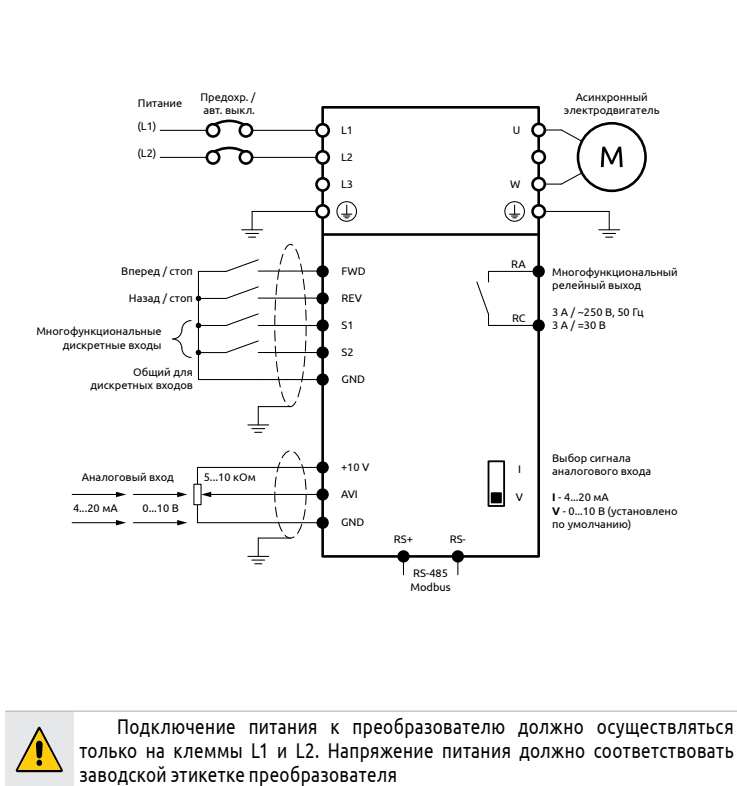 Питание
Предохр. /
авт. выкл.
Асинхронный
электродвигатель
(L1)
L1
U
(L2)
L2
M
L3
W
Вперед / стоп
FWD
RA
Многофункциональный
релейный выход
Назад / стоп
REV
3 А / ~250 В, 50 Гц
3 А / =30 В
Многофункциональные
дискретные входы
S1
RC
S2
Общий для
дискретных входов
GND
Выбор сигнала
аналогового входа
+10 V
Аналоговый вход
5...10 кОм
I
AVI
V
I - 4...20 мА
V - 0...10 В (установлено
по умолчанию)
4...20 мА
0...10 В
GND
RS+
RS-
RS-485
Modbus
Подключение питания к преобразователю должно осуществляться
только на клеммы L1 и L2. Напряжение питания должно соответствовать
заводской этикетке преобразователя